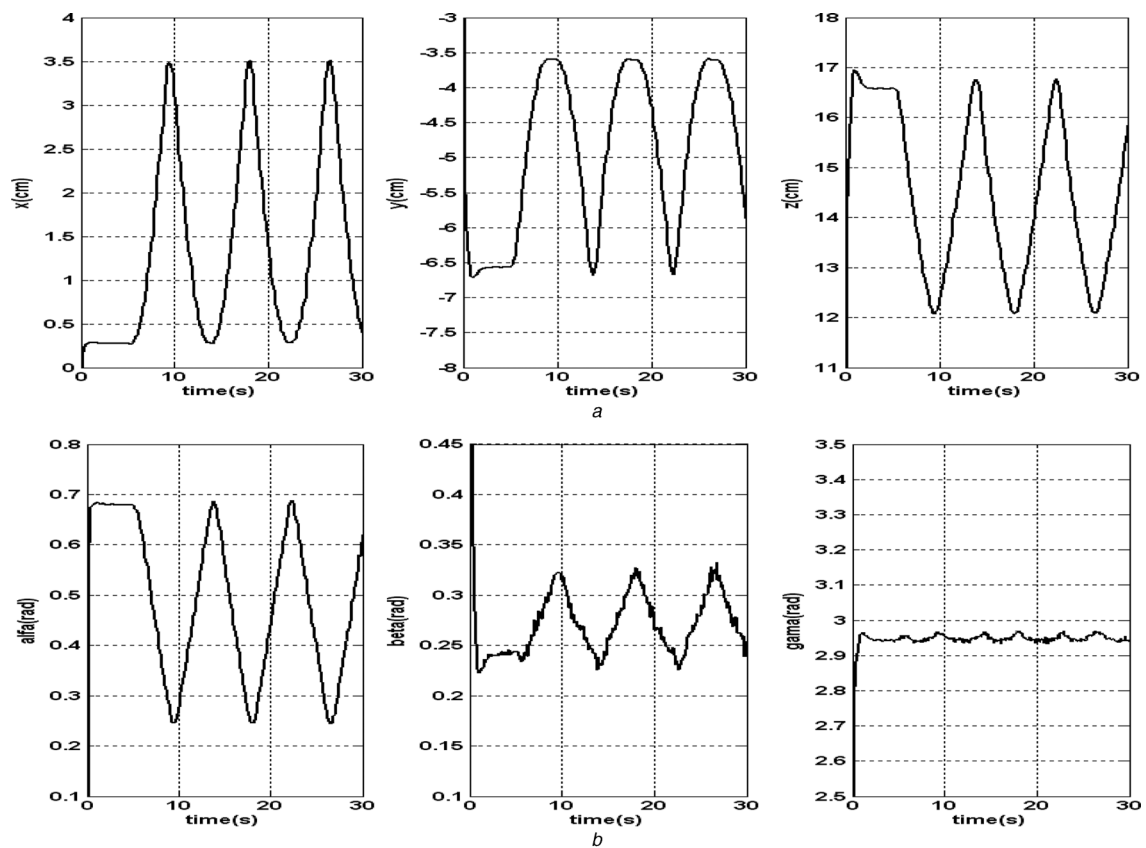 x(cm)
4
3.5
3
2.5
2
1.5
1
0.5
0
0 10 20 30
time(s)
y(cm)
-3
-3.5
-4
-4.5
-5
-5.5
-6
-6.5
-7
-7.5
-8
0 10 20 30
time(s)
z(cm)
18
17
16
15
14
13
12
11
0 10 20 30
time(s)
a
alfa(rad)
0.8
0.7
0.6
0.5
0.4
0.3
0.2
0.1
0 10 20 30
time(s)
beta(rad)
0.45
0.4
0.35
0.3
0.25
0.2
0.15
0.1
0 10 20 30
time(s)
gama(rad)
3.5
3.4
3.3
3.2
3.1
3
2.9
2.8
2.7
2.6
2.5
0 10 20 30
time(s)
b